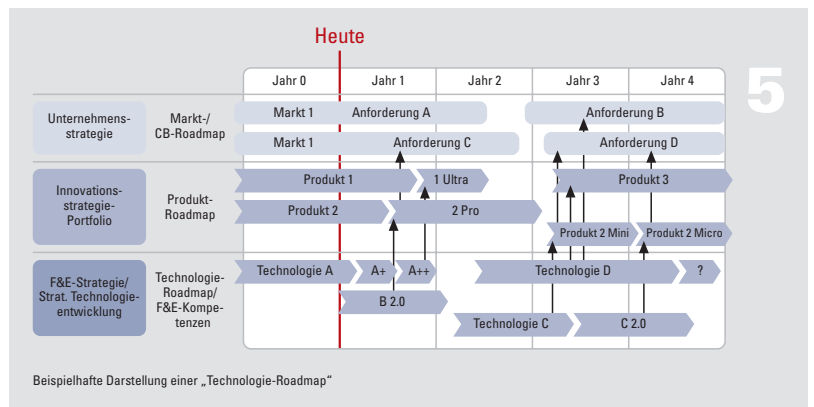 Heute
5
Jahr 0 Jahr 1 Jahr 2 Jahr 3 Jahr 4
Unternehmens-
strategie
Markt-/
CB-Roadmap
Markt 1 Anforderung A Anforderung B
Markt 1 Anforderung C Anforderung D
Innovations-
strategie-
Portfolio
Produkt-
Roadmap
Produkt 1 1 Ultra Produkt 3
Produkt 2 2 Pro
Produkt 2 Mini Produkt 2 Micro
F&E-Strategie/
Strat. Technologie-
entwicklung
Technologie-
Roadmap/
F&E-Kompe-
tenzen
Technologie A A+ A++ Technologie D ?
B 2.0
Technologie C C 2.0
Beispielhafte Darstellung einer „Technologie-Roadmap“